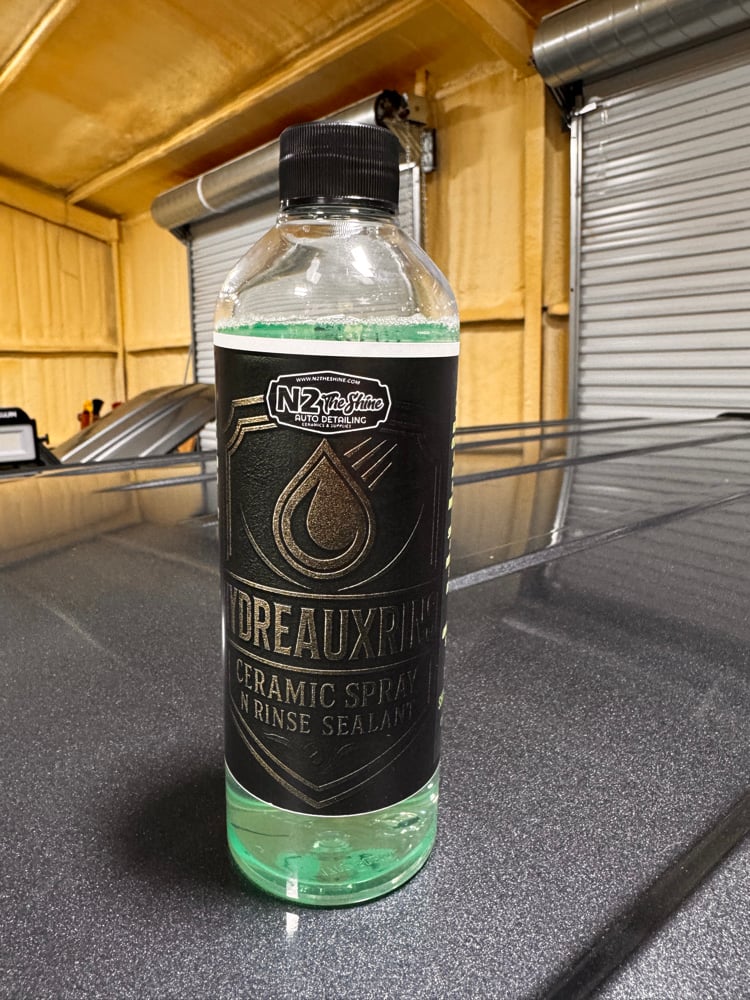 WWW.N2THESHINE.COM
N2 The Shine
AUTO DETAILING
CERAMICS & SUPPLIES
YDREAUXRINS
CERAMIC SPRAY
N RINSE SEALANT